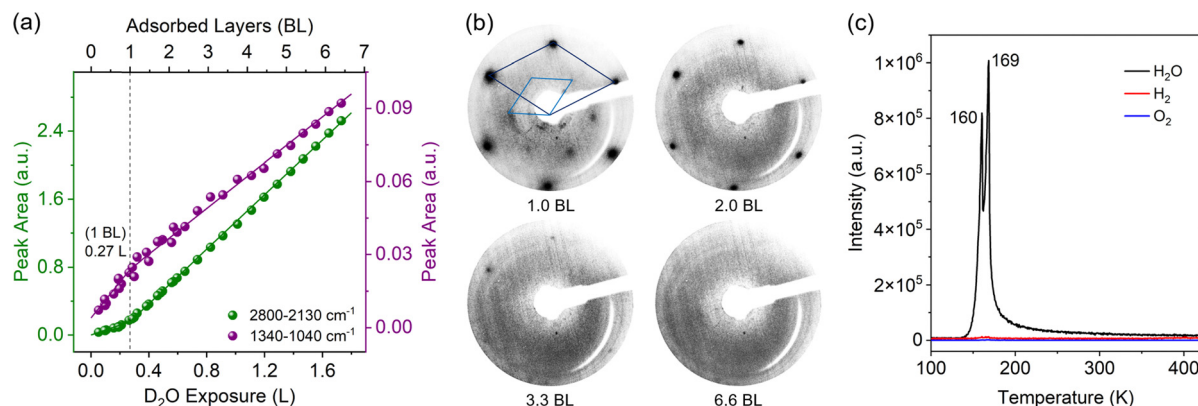 (a)
Adsorbed Layers (BL)
0 1 2 3 4 5 6 7
Peak Area (a.u.)
2.4
1.6
0.8
0.0
(1 BL)
0.27 L
2800-2130 cm⁻¹
1340-1040 cm⁻¹
0.09
0.06
0.03
0.00
Peak Area (a.u.)
0.0 0.4 0.8 1.2 1.6
D₂O Exposure (L)
(b)
1.0 BL
2.0 BL
3.3 BL
6.6 BL
(c)
Intensity (a.u.)
1×10⁶
8×10⁵
6×10⁵
4×10⁵
2×10⁵
0
160
169
H₂O
H₂
O₂
100 200 300 400
Temperature (K)